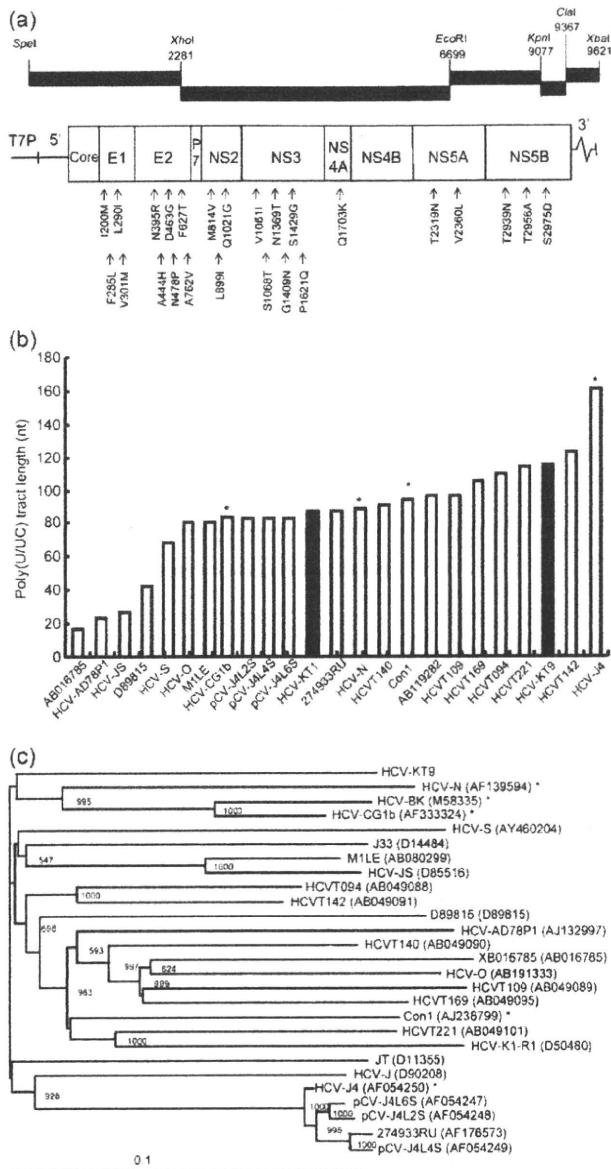 (a)
SpeI
XhoI
2281
EcoRI
6699
KpnI
9077
ClaI
9367
XbaI
9621
T7P
5'
Core
E1
E2
P7
NS2
NS3
NS4A
NS4B
NS5A
NS5B
3'
I200M
L290I
N395R
D463G
F627T
M814V
Q1021G
V1061I
N1369T
S1429G
Q1703K
T2319N
V2360L
T2939N
T2956A
S2975D
F285L
V301M
A444H
N478P
A762V
L899I
S1068T
G1409N
P1621Q
(b)
Poly(U/UC) tract length (nt)
180
160
140
120
100
80
60
40
20
0
* * * *
AB016785
HCV-AD78P1
HCV-JS
D89815
HCV-S
HCV-O
M1LE
HCV-CG1b
pCV-J4L2S
pCV-J4L4S
pCV-J4L6S
HCV-KT1
274933RU
HCV-N
HCVT140
Con1
AB119282
HCVT109
HCVT169
HCVT094
HCVT221
HCV-KT9
HCVT142
HCV-J4
(c)
HCV-KT9
HCV-N (AF139594) *
995
HCV-BK (M58335) *
1000
HCV-CG1b (AF333324) *
HCV-S (AY460204)
J33 (D14484)
547
M1LE (AB080299)
1000
HCV-JS (D85516)
HCVT094 (AB049088)
1000
HCVT142 (AB049091)
D89815 (D89815)
698
HCV-AD78P1 (AJ132997)
593
HCVT140 (AB049090)
XB016785 (AB016785)
997
624
HCV-O (AB191333)
HCVT109 (AB049089)
963
HCVT169 (AB049095)
Con1 (AJ238799) *
HCVT221 (AB049101)
1000
HCV-K1-R1 (D50480)
JT (D11355)
HCV-J (D90208)
926
HCV-J4 (AF054250) *
pCV-J4L6S (AF054247)
1000
1000
pCV-J4L2S (AF054248)
274933RU (AF176573)
995
1000
pCV-J4L4S (AF054249)
0.1